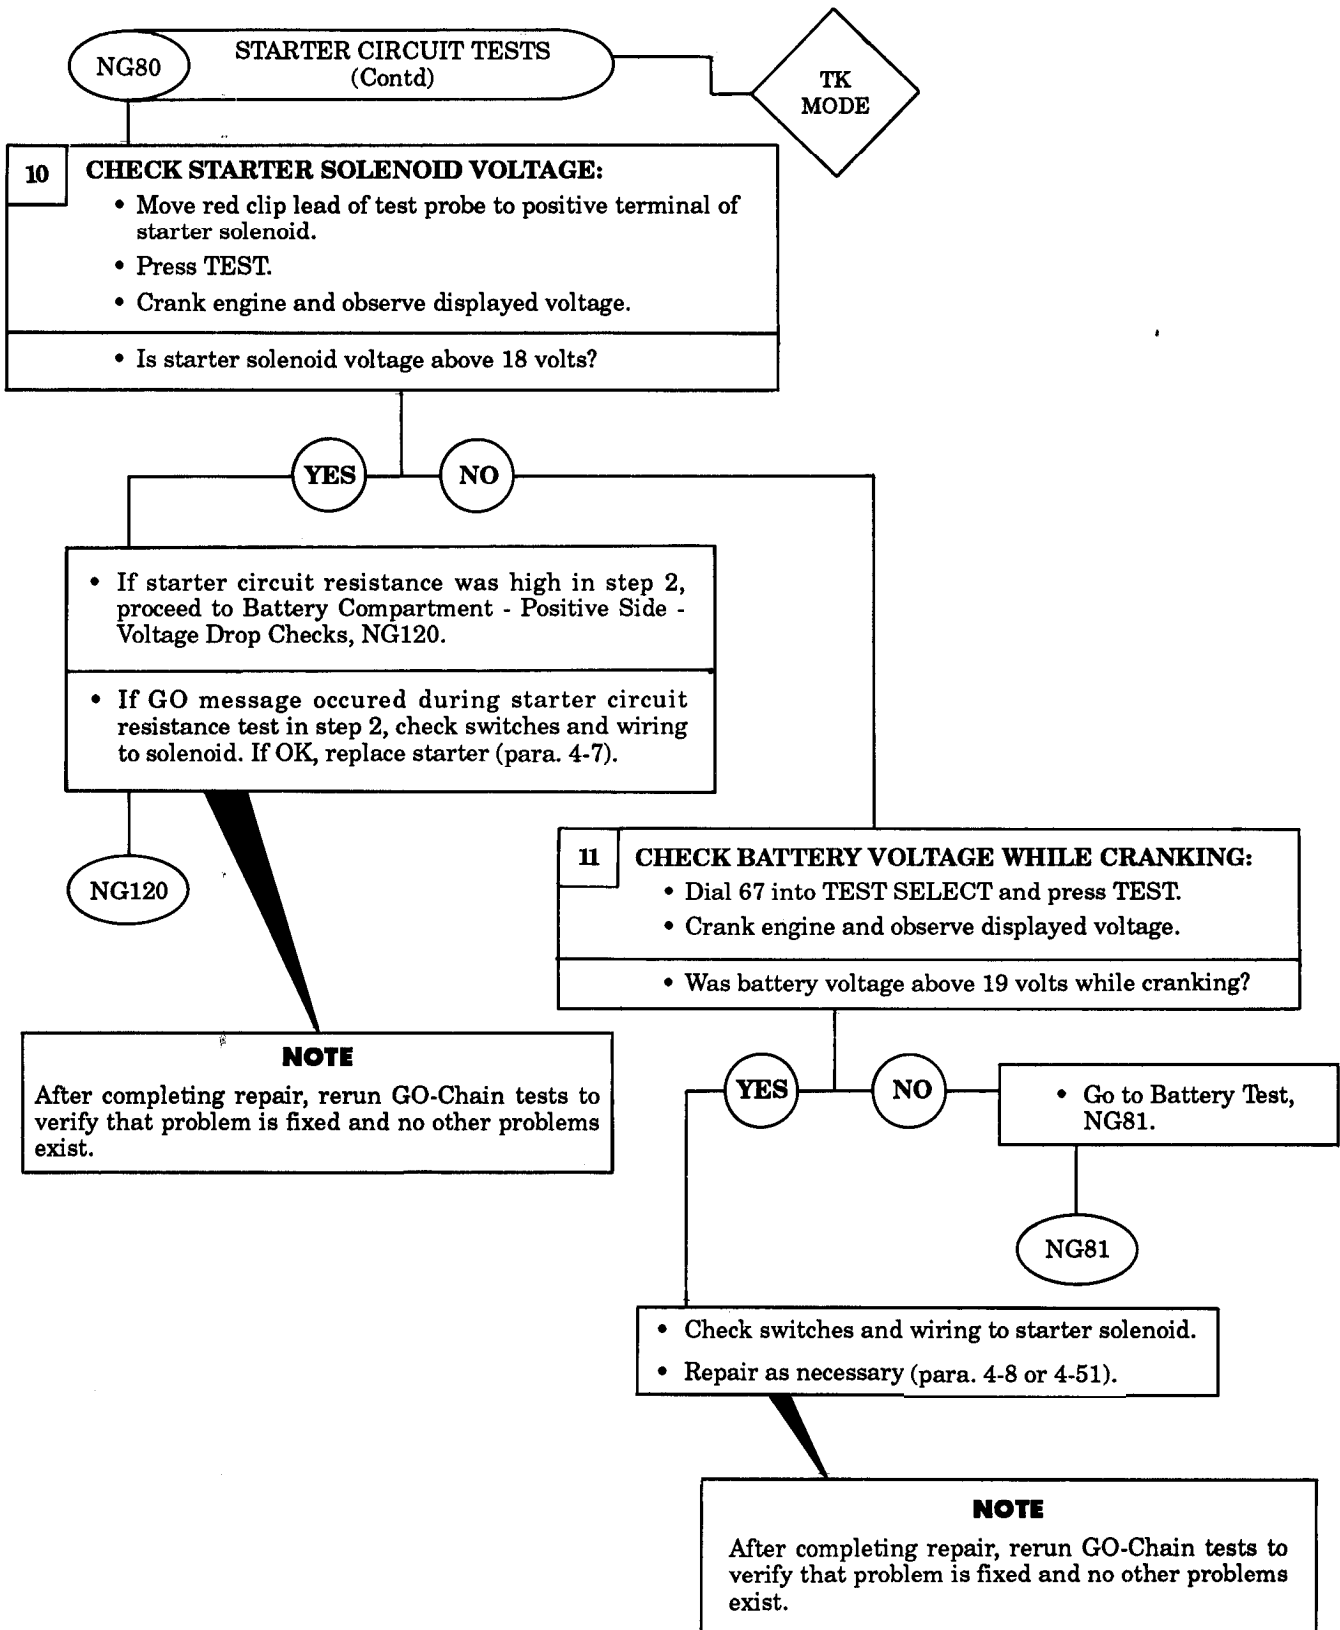 NG80
STARTER CIRCUIT TESTS
(Contd)
TK
MODE
10
CHECK STARTER SOLENOID VOLTAGE:
• Move red clip lead of test probe to positive terminal of
starter solenoid.
• Press TEST.
• Crank engine and observe displayed voltage.
• Is starter solenoid voltage above 18 volts?
YES
NO
• If starter circuit resistance was high in step 2,
proceed to Battery Compartment - Positive Side -
Voltage Drop Checks, NG120.
• If GO message occured during starter circuit
resistance test in step 2, check switches and wiring
to solenoid. If OK, replace starter (para. 4-7).
NG120
NOTE
After completing repair, rerun GO-Chain tests to
verify that problem is fixed and no other problems
exist.
11
CHECK BATTERY VOLTAGE WHILE CRANKING:
• Dial 67 into TEST SELECT and press TEST.
• Crank engine and observe displayed voltage.
• Was battery voltage above 19 volts while cranking?
YES
NO
• Go to Battery Test,
NG81.
NG81
• Check switches and wiring to starter solenoid.
• Repair as necessary (para. 4-8 or 4-51).
NOTE
After completing repair, rerun GO-Chain tests to
verify that problem is fixed and no other problems
exist.